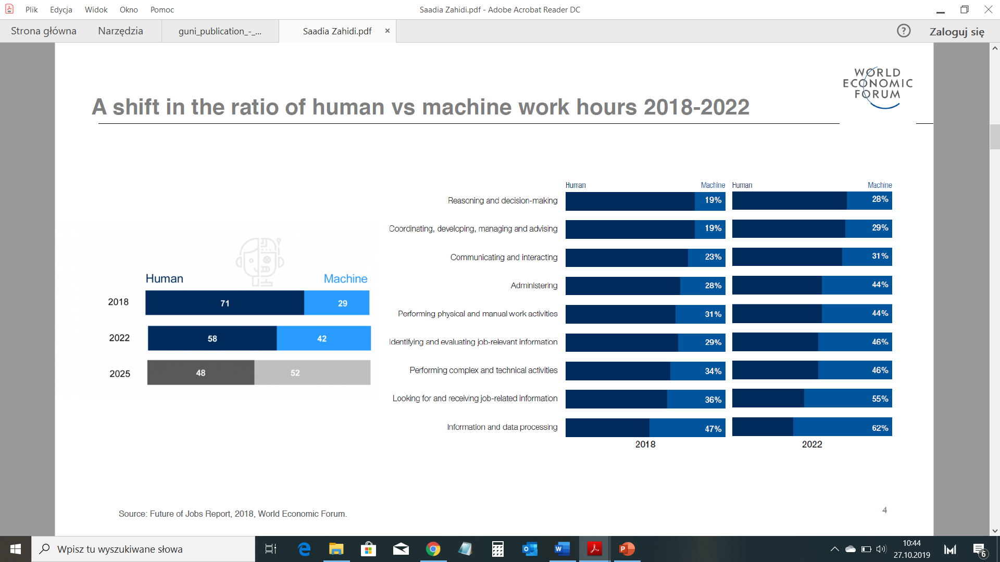 Plik Edycja Widok Okno Pomoc
Saadia Zahidi.pdf - Adobe Acrobat Reader DC
Strona główna Narzędzia guni_publication_-_... Saadia Zahidi.pdf × ? Zaloguj się
WORLD
ECONOMIC
FORUM
A shift in the ratio of human vs machine work hours 2018-2022
Human Machine
2018 71 29
2022 58 42
2025 48 52
Human Machine Human Machine
Reasoning and decision-making 19% 28%
Coordinating, developing, managing and advising 19% 29%
Communicating and interacting 23% 31%
Administering 28% 44%
Performing physical and manual work activities 31% 44%
Identifying and evaluating job-relevant information 29% 46%
Performing complex and technical activities 34% 46%
Looking for and receiving job-related information 36% 55%
Information and data processing 47% 62%
2018 2022
Source: Future of Jobs Report, 2018, World Economic Forum.
4
Wpisz tu wyszukiwane słowa
10:44
27.10.2019
6